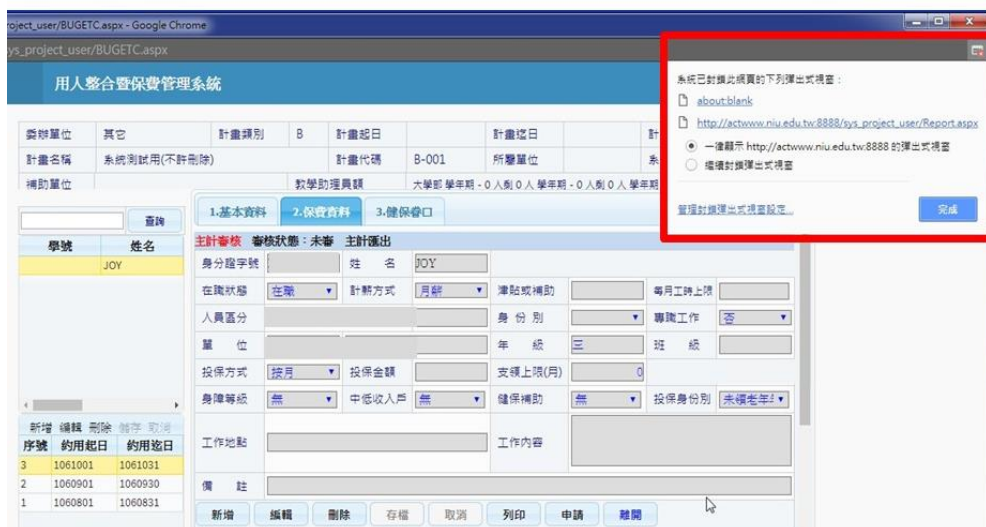 roject_user/BUGETC.aspx - Google Chrome
ys_project_user/BUGETC.aspx
用人整合暨保費管理系統
系統已封鎖此網頁的下列彈出式視窗：
about:blank
http://actwww.niu.edu.tw:8888/sys_project_user/Report.aspx
一律顯示 http://actwww.niu.edu.tw:8888 的彈出式視窗
繼續封鎖彈出式視窗
管理封鎖彈出式視窗設定...
完成
委辦單位 其它 計畫類別 B 計畫起日 計畫迄日 計
計畫名稱 系統測試用(不許刪除) 計畫代碼 B-001 所屬單位 系
補助單位 教學助理員額 大學部 學年期 - 0 人剩 0 人 學年期 - 0 人剩 0 人 學年期
查詢
學號 姓名
JOY
1.基本資料 2.保費資料 3.健保眷口
主計審核 審核狀態：未審 主計匯出
身分證字號 姓 名 JOY
在職狀態 在職 計薪方式 月薪 津貼或補助 每月工時上限
人員區分 身 份 別 專職工作 否
單 位 年 級 三 班 級
投保方式 按月 投保金額 支領上限(月) 0
身障等級 無 中低收入戶 無 健保補助 無 投保身份別 未領老年
工作地點 工作內容
備 註
新增 編輯 刪除 存檔 取消 列印 申請 離開
新增 編輯 刪除 儲存 取消
序號 約用起日 約用迄日
3 1061001 1061031
2 1060901 1060930
1 1060801 1060831